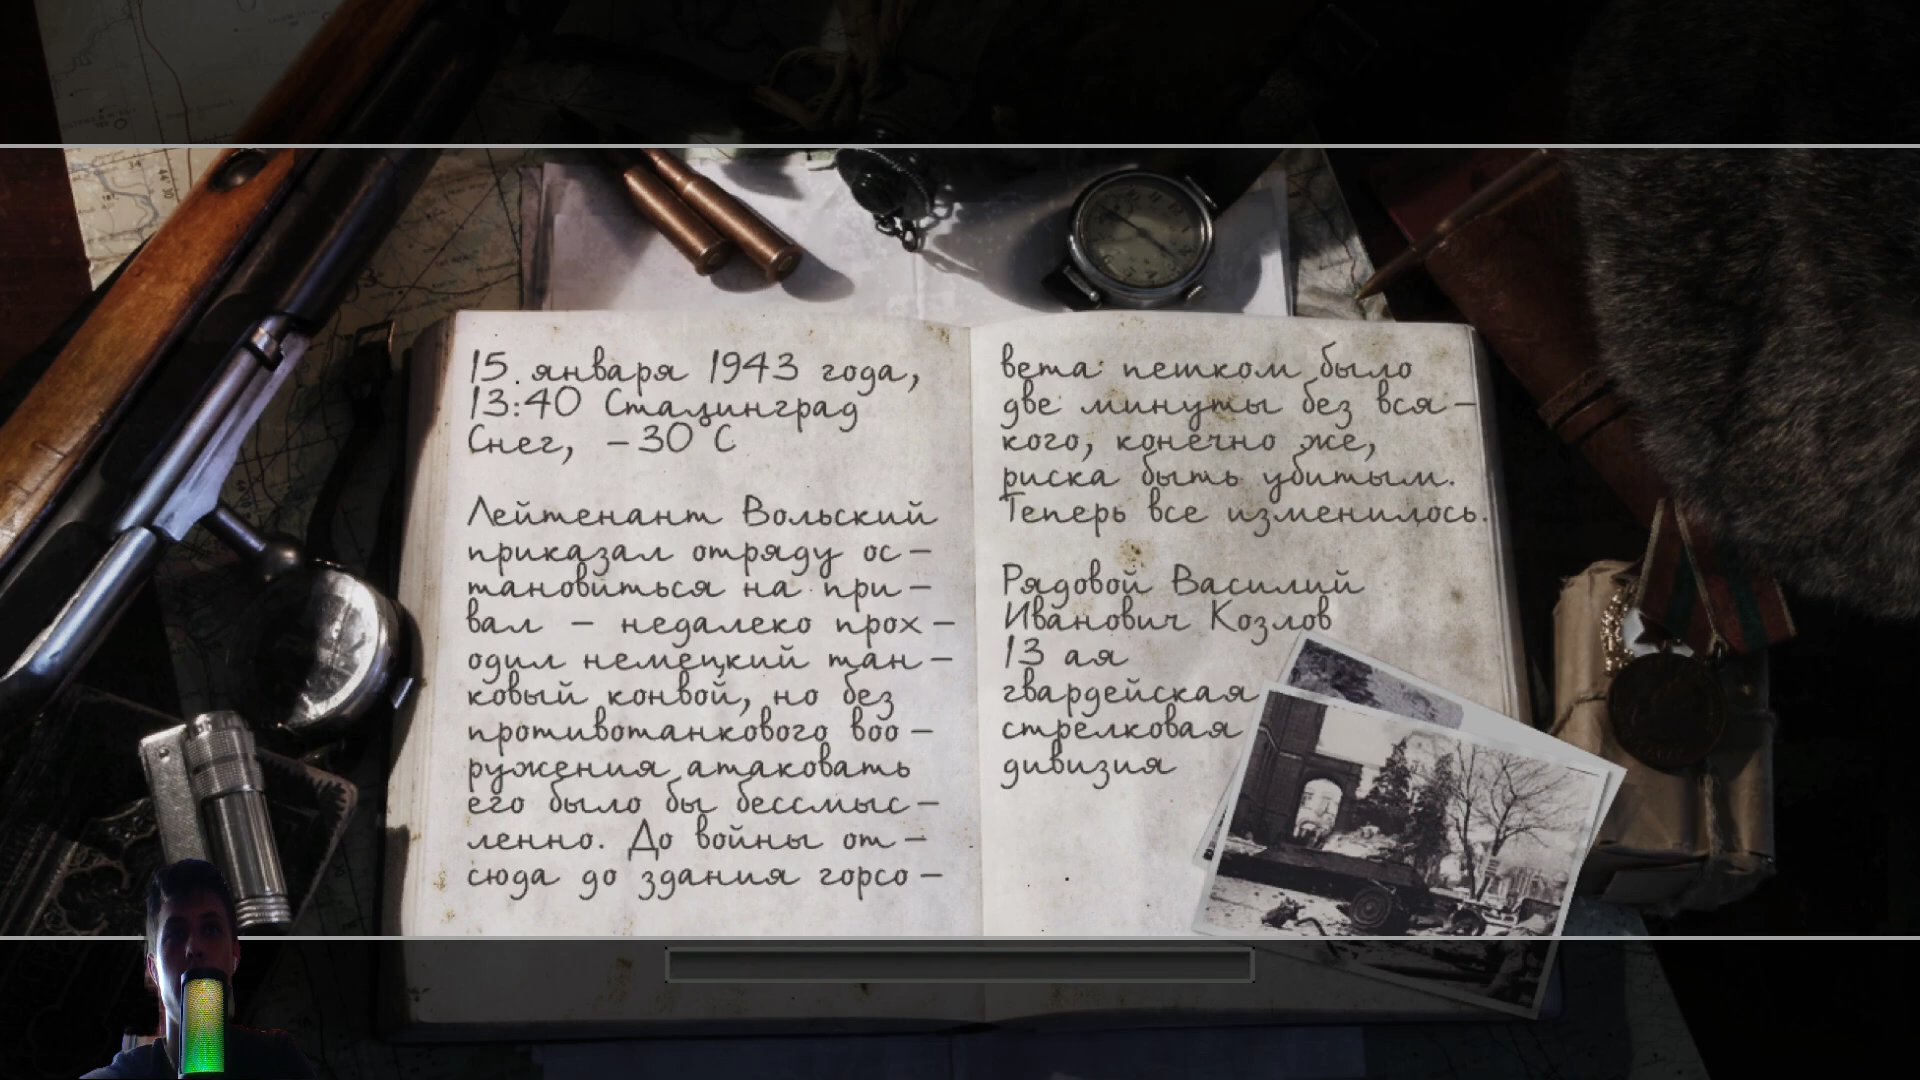 15 января 1943 года,
13:40 Сталинград
Снег, -30 С
Лейтенант Вольский
приказал отряду ос-
тановиться на при-
вал - недалеко прох-
одил немецкий тан-
ковый конвой, но без
противотанкового воо-
ружения атаковать
его было бы бессмыс-
ленно. До войны от-
сюда до здания горсо-
вета пешком было
две минуты без вся-
кого, конечно же,
риска быть убитым.
Теперь все изменилось.
Рядовой Василий
Иванович Козлов
13 ая
гвардейская
стрелковая
дивизия